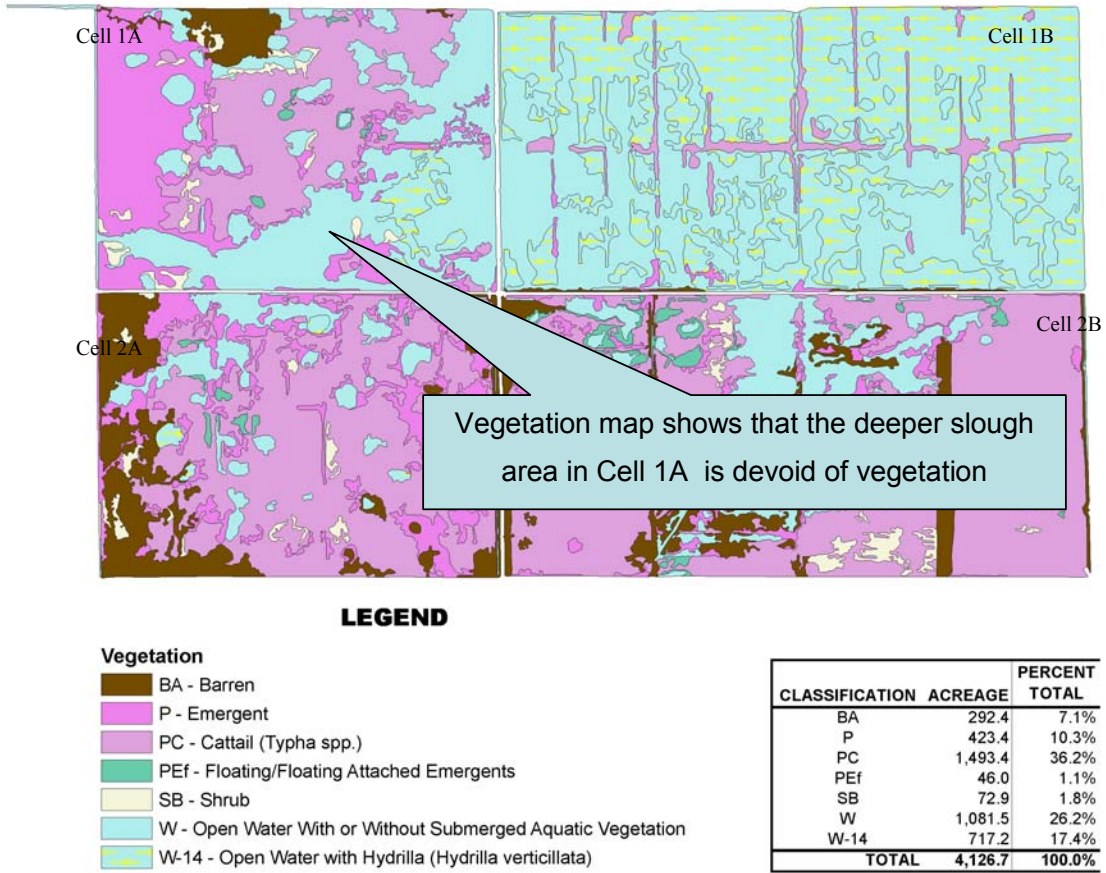 Cell 1A
Cell 1B
Cell 2A
Cell 2B
Vegetation map shows that the deeper slough
area in Cell 1A is devoid of vegetation
LEGEND
Vegetation
BA - Barren
P - Emergent
PC - Cattail (Typha spp.)
PEf - Floating/Floating Attached Emergents
SB - Shrub
W - Open Water With or Without Submerged Aquatic Vegetation
W-14 - Open Water with Hydrilla (Hydrilla verticillata)
CLASSIFICATION ACREAGE PERCENT TOTAL
BA 292.4 7.1%
P 423.4 10.3%
PC 1,493.4 36.2%
PEf 46.0 1.1%
SB 72.9 1.8%
W 1,081.5 26.2%
W-14 717.2 17.4%
TOTAL 4,126.7 100.0%